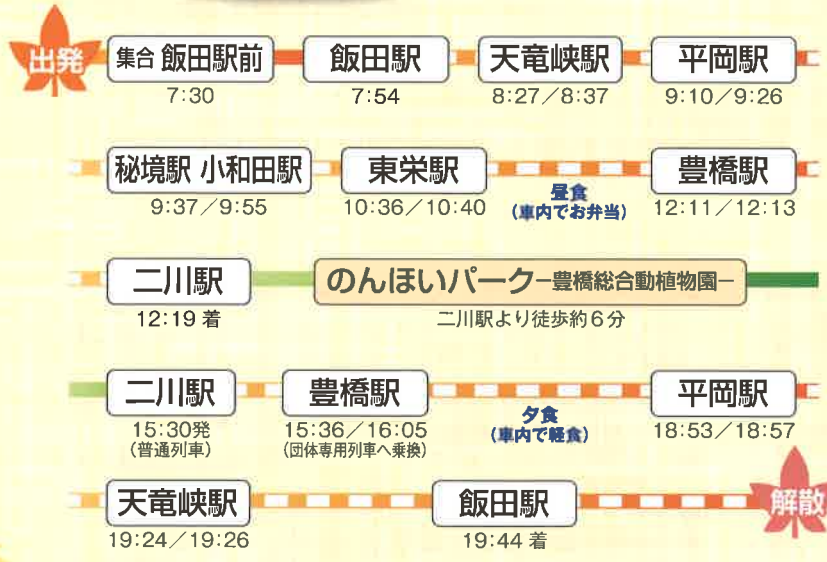 出発
集合 飯田駅前
7:30
飯田駅
7:54
天竜峡駅
8:27／8:37
平岡駅
9:10／9:26
秘境駅 小和田駅
9:37／9:55
東栄駅
10:36／10:40
昼食
(車内でお弁当)
豊橋駅
12:11／12:13
二川駅
12:19 着
のんほいパーク−豊橋総合動植物園−
二川駅より徒歩約6分
二川駅
15:30発
(普通列車)
豊橋駅
15:36／16:05
(団体専用列車へ乗換)
夕食
(車内で軽食)
平岡駅
18:53／18:57
天竜峡駅
19:24／19:26
飯田駅
19:44 着
解散